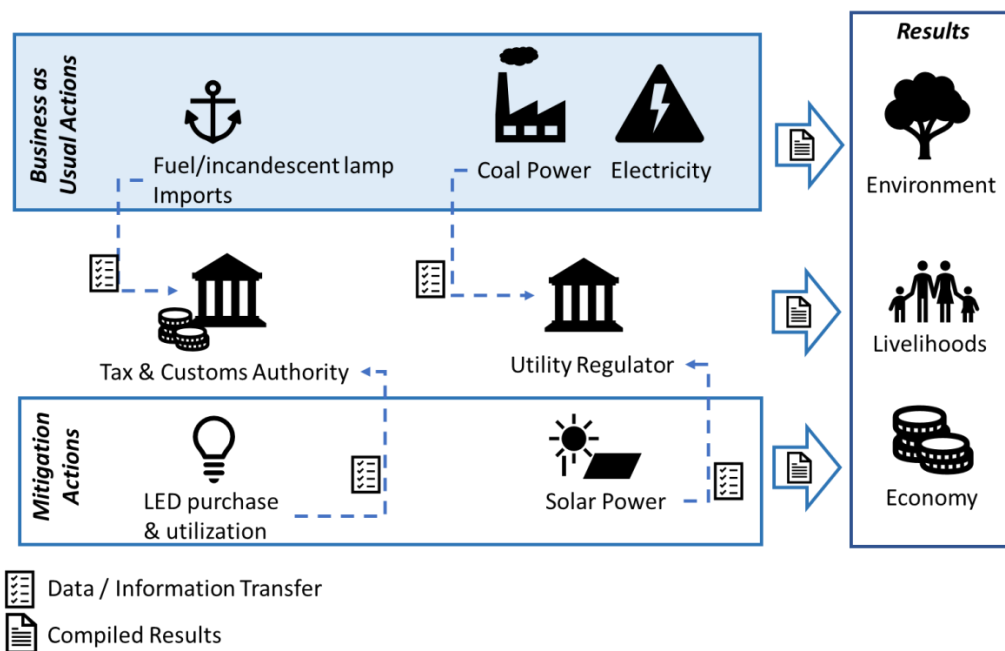 Business as
Usual Actions
Fuel/incandescent lamp
Imports
Coal Power
Electricity
Results
Environment
Tax & Customs Authority
Utility Regulator
Livelihoods
Mitigation
Actions
LED purchase
& utilization
Solar Power
Economy
Data / Information Transfer
Compiled Results